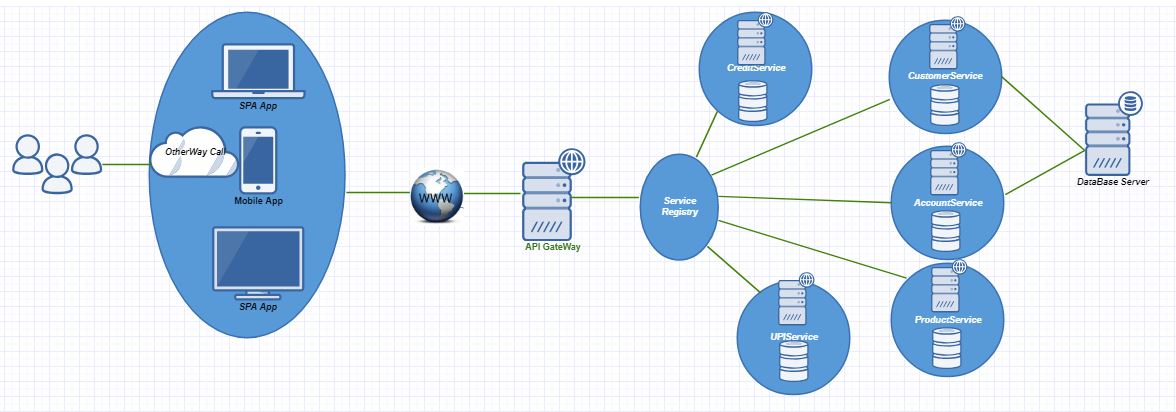 SPA App
OtherWay Call
Mobile App
SPA App
WWW
API GateWay
Service
Registry
CreditService
CustomerService
AccountService
ProductService
UPIService
DataBase Server